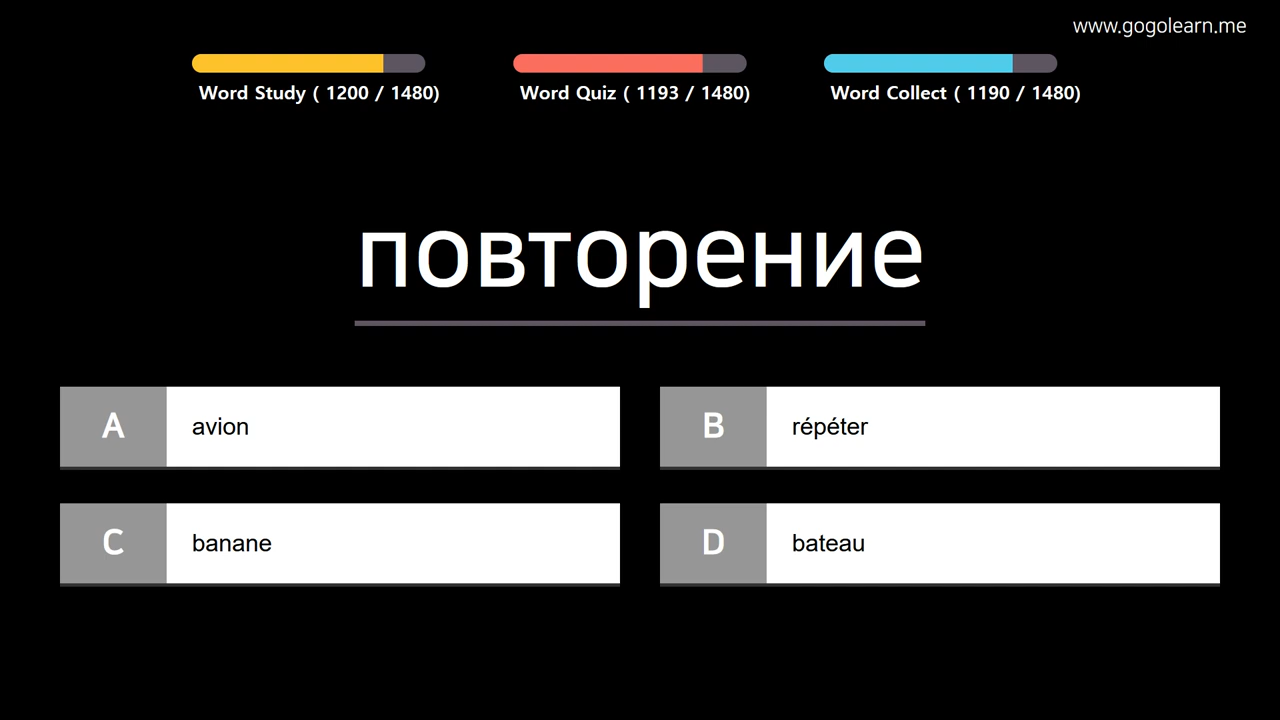 www.gogolearn.me
Word Study ( 1200 / 1480)
Word Quiz ( 1193 / 1480)
Word Collect ( 1190 / 1480)
повторение
A avion
B répéter
C banane
D bateau